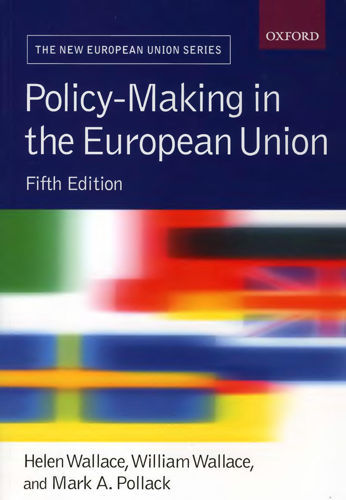 OXFORD
THE NEW EUROPEAN UNION SERIES
Policy-Making in
the European Union
Fifth Edition
Helen Wallace, William Wallace,
and Mark A. Pollack